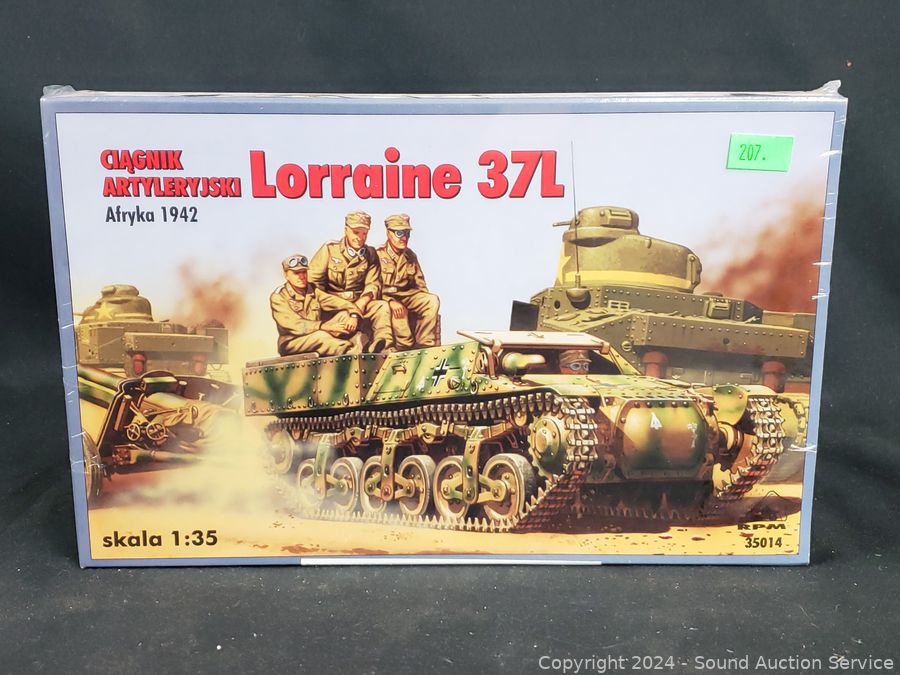 CIĄGNIK
ARTYLERYJSKI
Lorraine 37L
Afryka 1942
207.
skala 1:35
RPM
35014
Copyright 2024 - Sound Auction Service